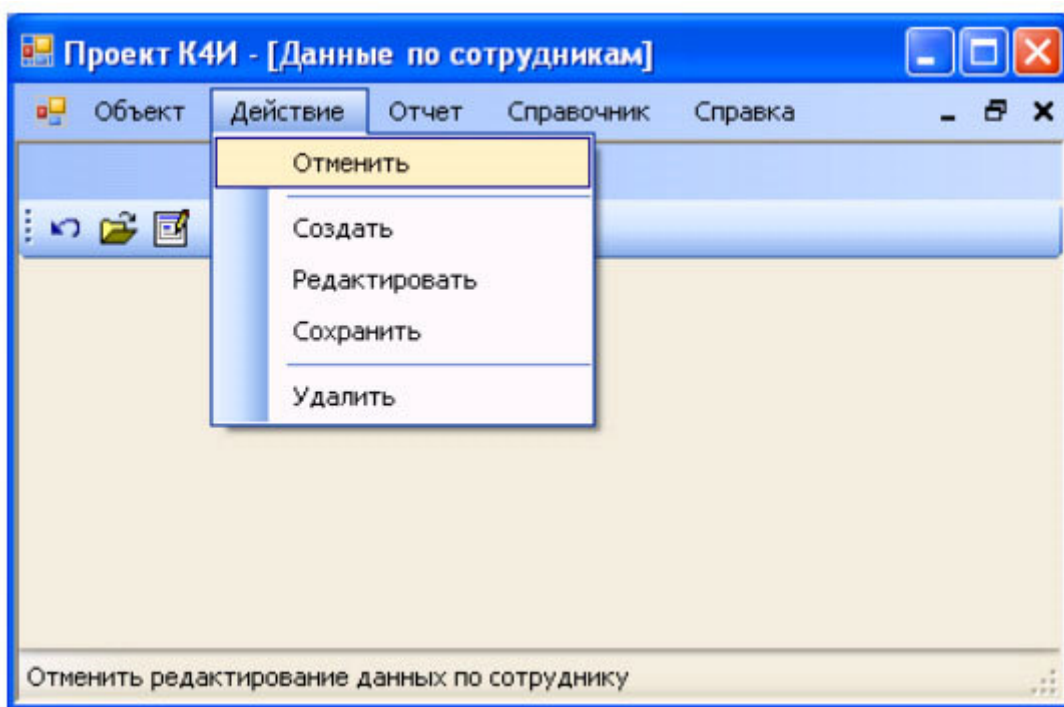 Проект К4И - [Данные по сотрудникам]
Объект Действие Отчет Справочник Справка
Отменить
Создать
Редактировать
Сохранить
Удалить
Отменить редактирование данных по сотруднику